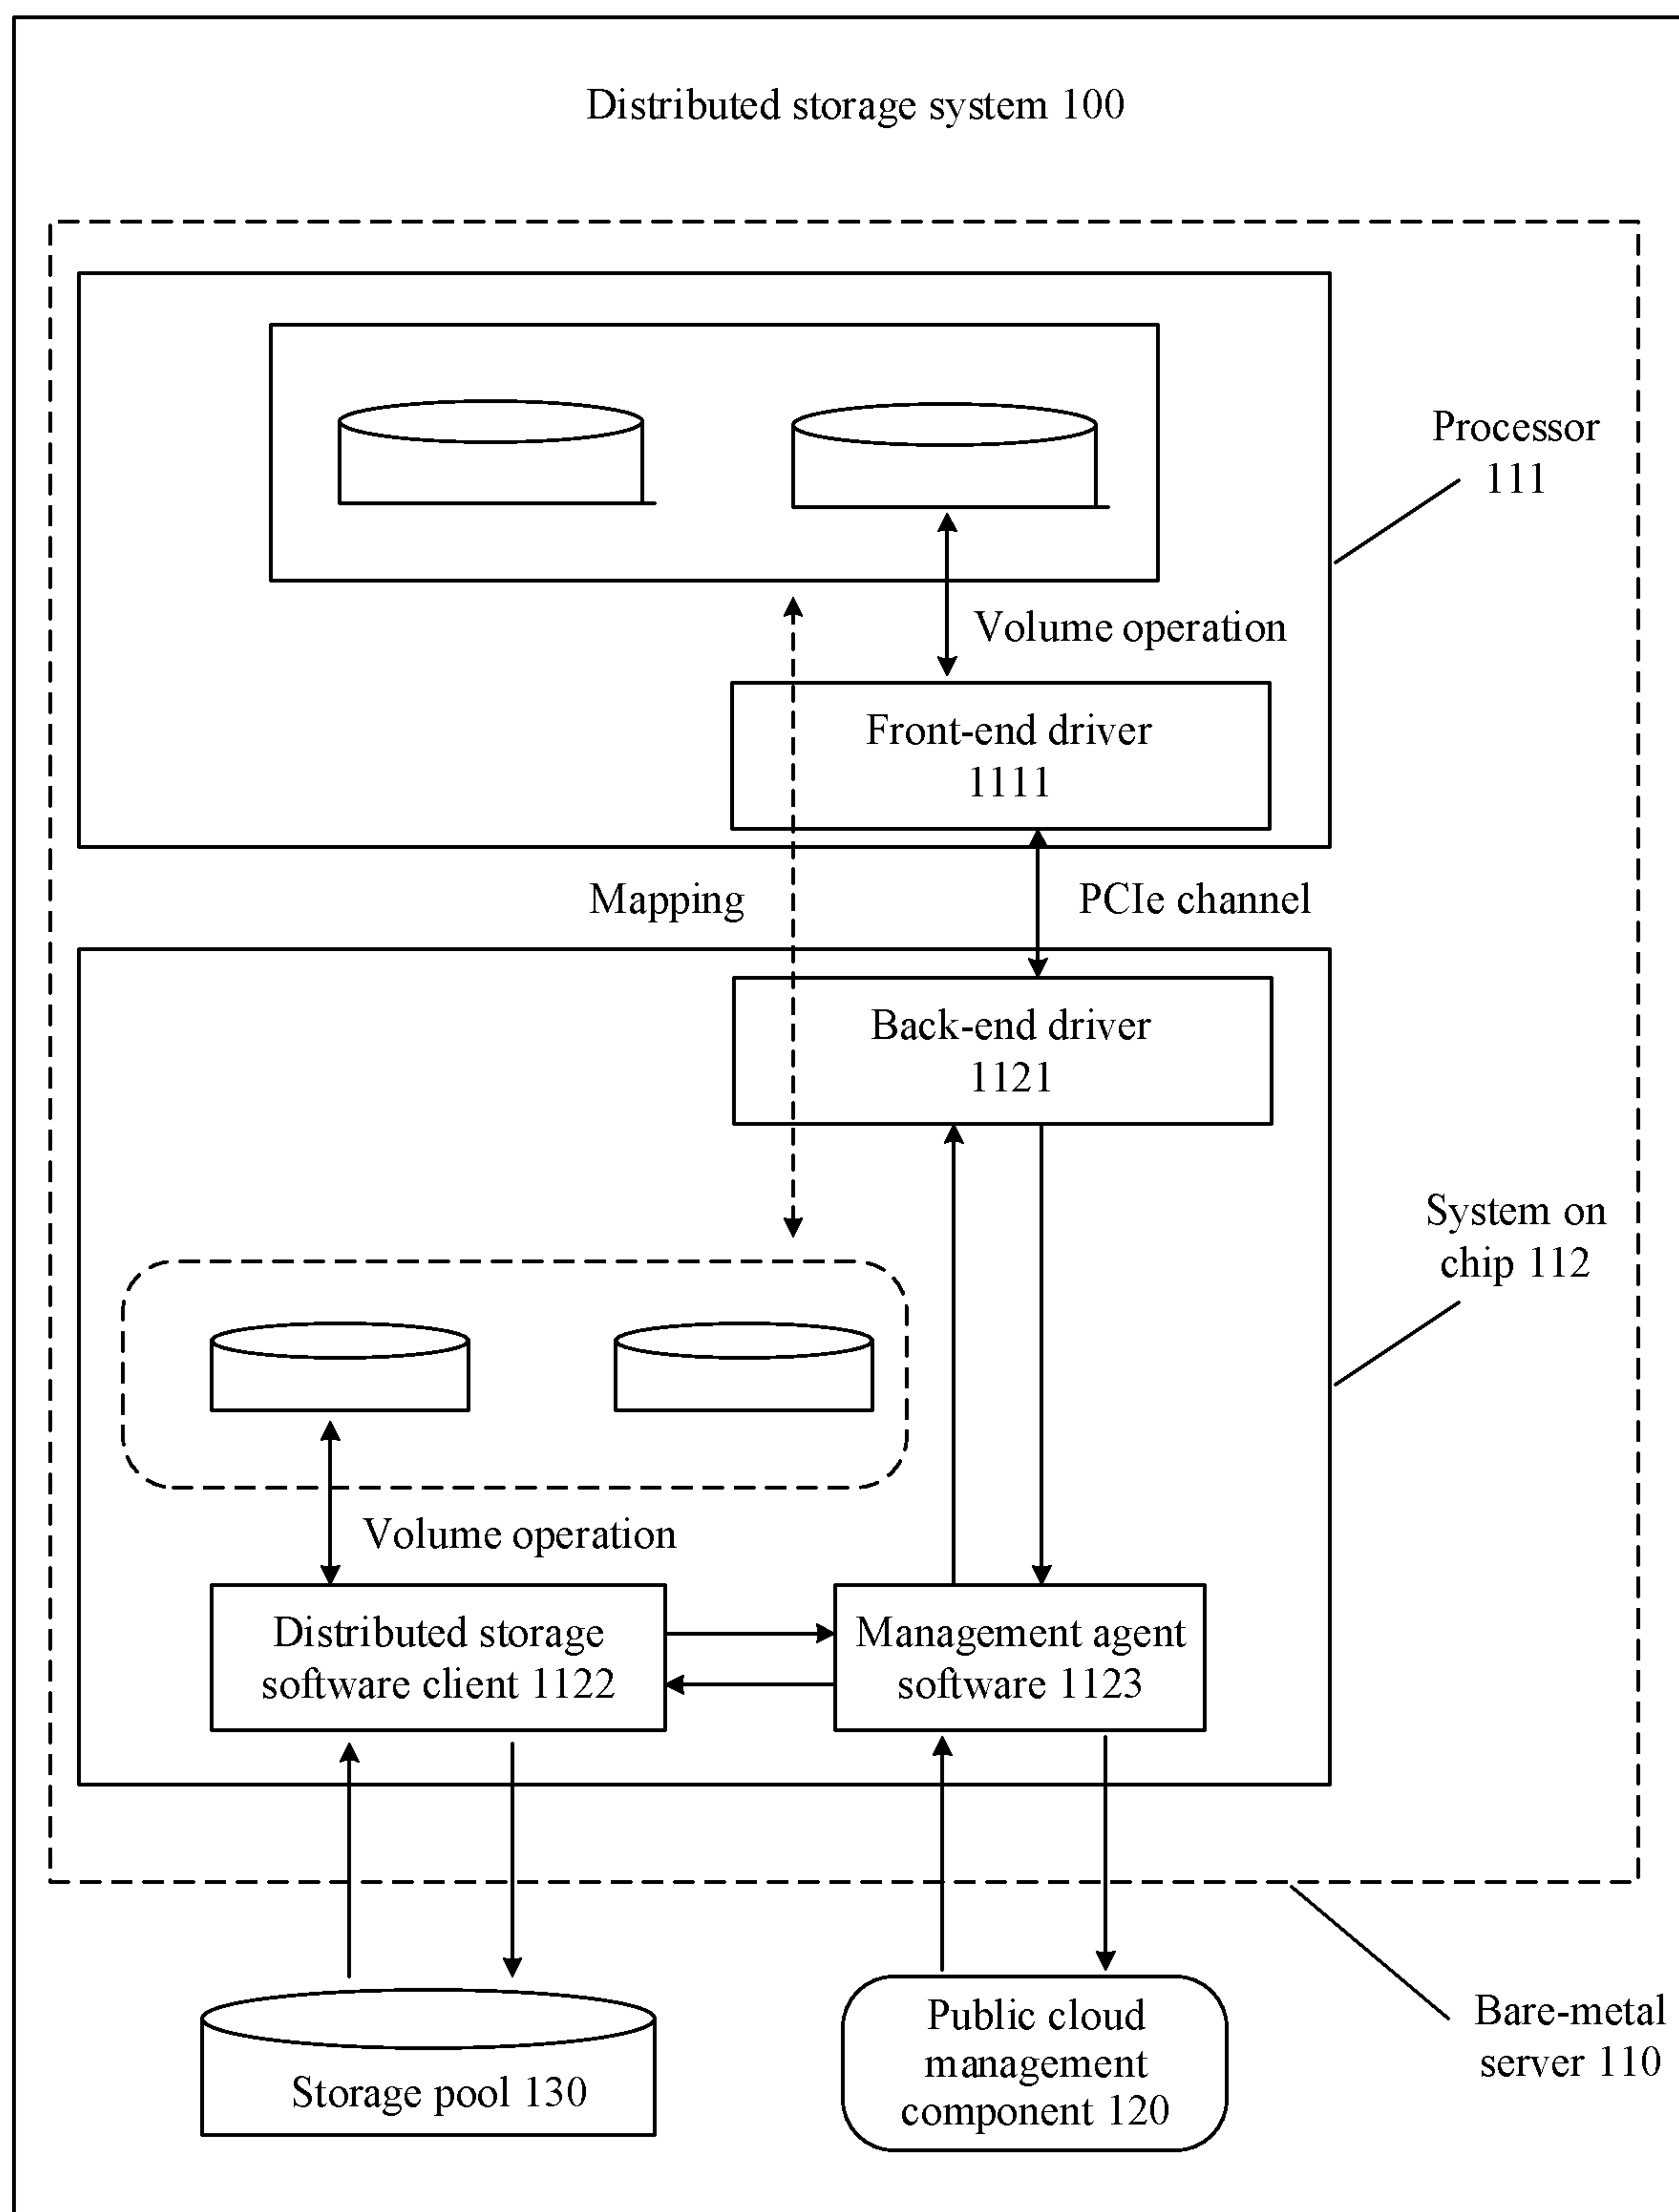 Distributed storage system 100
Processor
111
Volume operation
Front-end driver
1111
Mapping
PCIe channel
Back-end driver
1121
System on
chip 112
Volume operation
Distributed storage
software client 1122
Management agent
software 1123
Storage pool 130
Public cloud
management
component 120
Bare-metal
server 110